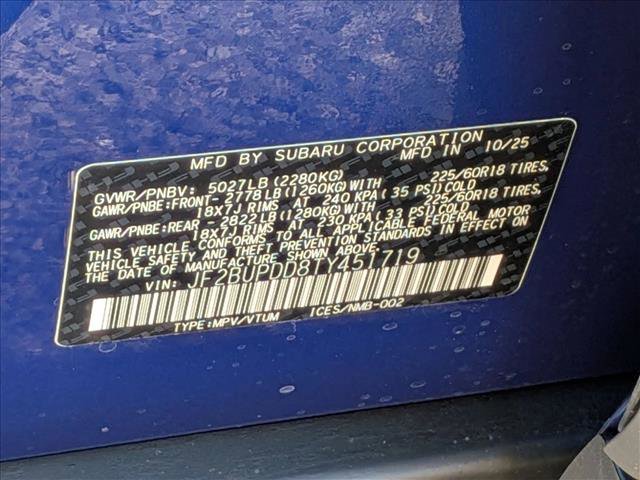 MFD BY SUBARU CORPORATION MFD IN 10/25
GVWR/PNBV: 5027LB(2280KG)
GAWR/PNBE:FRONT- 2778LB(1260KG)WITH 225/60R18 TIRES,
18X7J RIMS AT 240 KPA (35 PSI)COLD
GAWR/PNBE:REAR - 2822LB(1280KG)WITH 225/60R18 TIRES,
18X7J RIMS AT 230 KPA (33 PSI)COLD
THIS VEHICLE CONFORMS TO ALL APPLICABLE FEDERAL MOTOR
VEHICLE SAFETY AND THEFT PREVENTION STANDARDS IN EFFECT ON
THE DATE OF MANUFACTURE SHOWN ABOVE.
VIN: JF2BUPDD8TY451719
TYPE:MPV/VTUM ICES/NMB-002